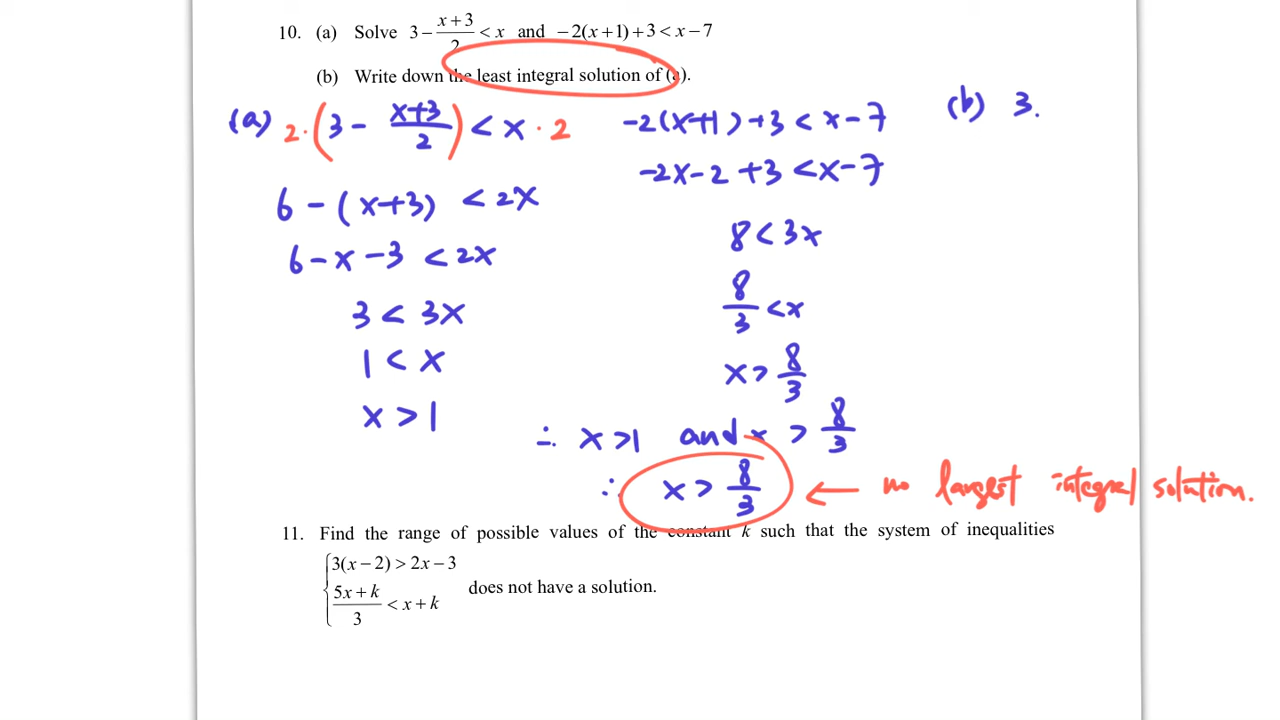 10. (a) Solve 3 − (x+3)/2 < x and −2(x+1)+3 < x−7
(b) Write down the least integral solution of (a).
(a) 2·(3 − (x+3)/2) < x·2
6 − (x+3) < 2x
6 − x − 3 < 2x
3 < 3x
1 < x
x > 1
−2(x+1)+3 < x−7
−2x−2+3 < x−7
8 < 3x
8/3 < x
x > 8/3
∴ x>1 and x > 8/3
∴ x > 8/3 ← no largest integral solution.
(b) 3.
11. Find the range of possible values of the constant k such that the system of inequalities
{3(x−2) > 2x−3
(5x+k)/3 < x+k does not have a solution.